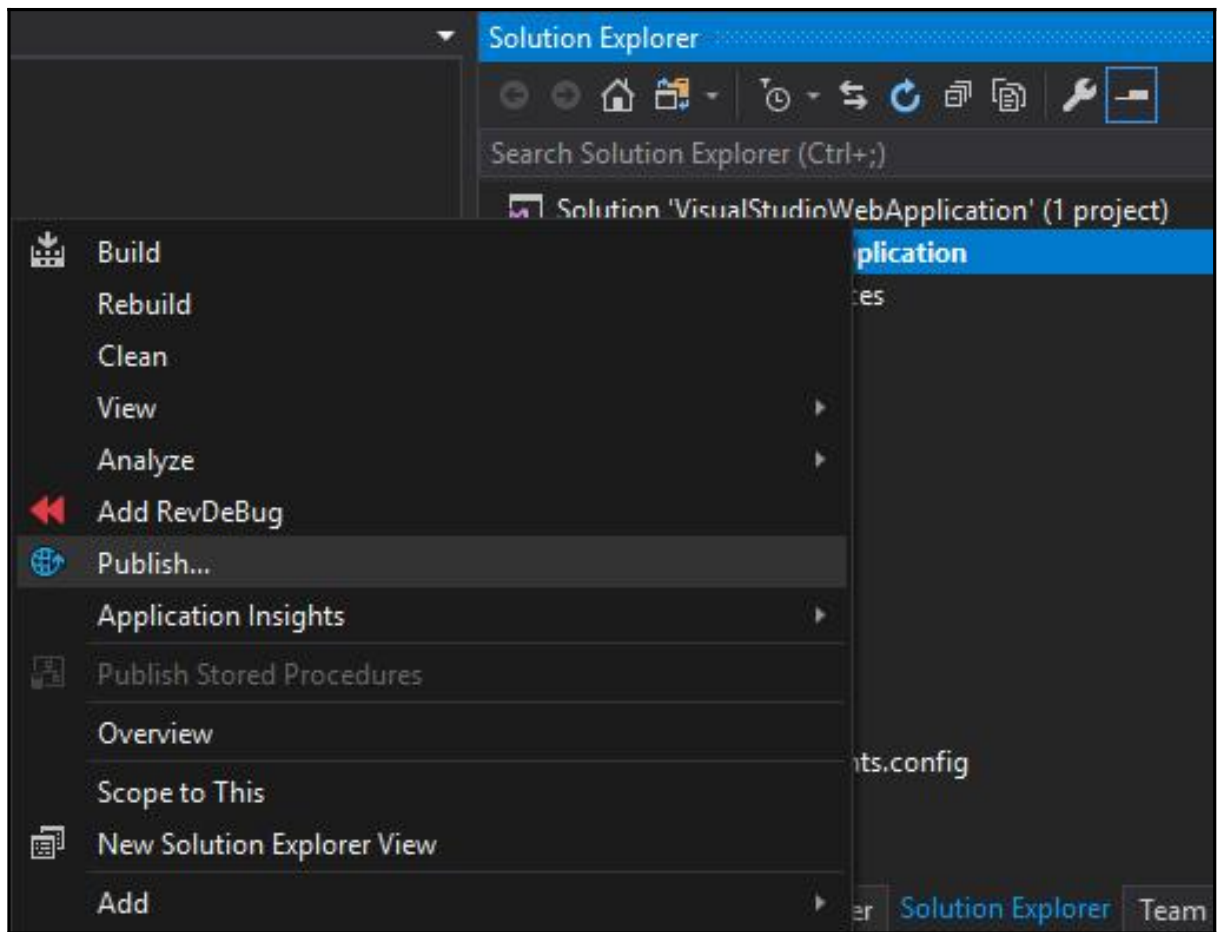 Solution Explorer
Search Solution Explorer (Ctrl+;)
Solution 'VisualStudioWebApplication' (1 project)
Build
plication
Rebuild
es
Clean
View
Analyze
Add RevDeBug
Publish...
Application Insights
Publish Stored Procedures
Overview
ts.config
Scope to This
New Solution Explorer View
Add
er Solution Explorer Team